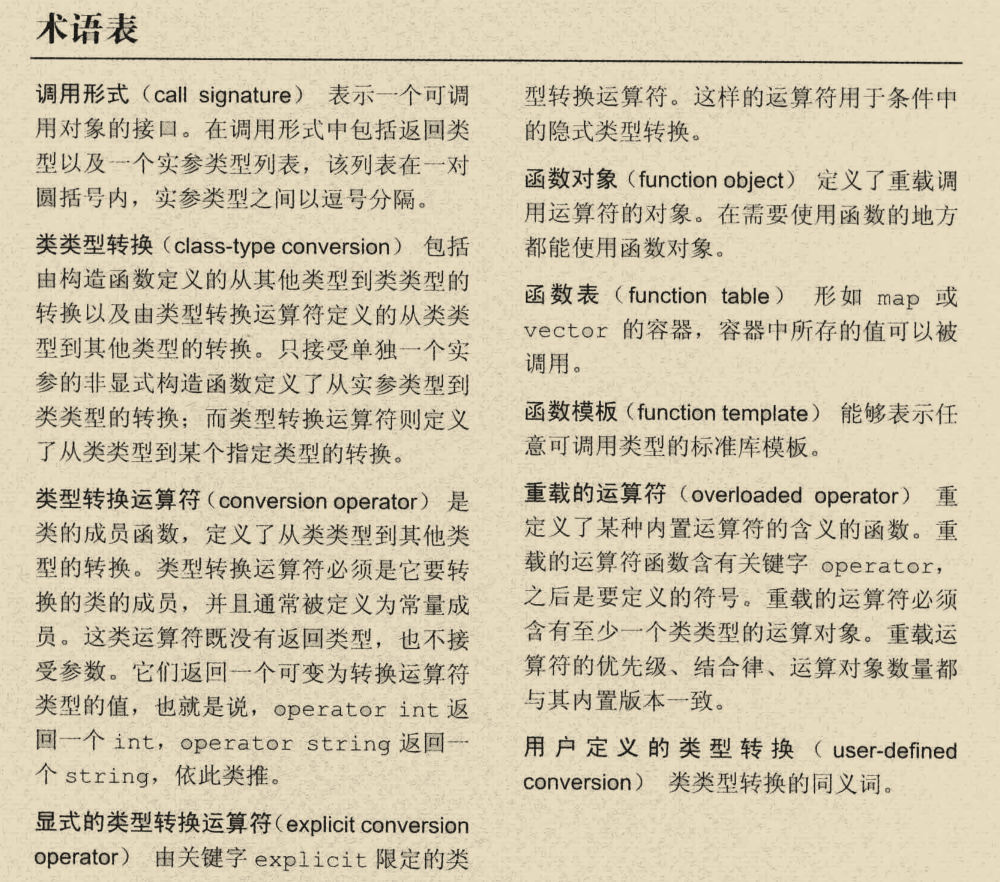 术语表
调用形式（call signature） 表示一个可调
用对象的接口。在调用形式中包括返回类
型以及一个实参类型列表，该列表在一对
圆括号内，实参类型之间以逗号分隔。
类类型转换（class-type conversion） 包括
由构造函数定义的从其他类型到类类型的
转换以及由类型转换运算符定义的从类类
型到其他类型的转换。只接受单独一个实
参的非显式构造函数定义了从实参类型到
类类型的转换；而类型转换运算符则定义
了从类类型到某个指定类型的转换。
类型转换运算符（conversion operator） 是
类的成员函数，定义了从类类型到其他类
型的转换。类型转换运算符必须是它要转
换的类的成员，并且通常被定义为常量成
员。这类运算符既没有返回类型，也不接
受参数。它们返回一个可变为转换运算符
类型的值，也就是说，operator int 返
回一个 int，operator string 返回一
个 string，依此类推。
显式的类型转换运算符（explicit conversion
operator） 由关键字 explicit 限定的类
型转换运算符。这样的运算符用于条件中
的隐式类型转换。
函数对象（function object） 定义了重载调
用运算符的对象。在需要使用函数的地方
都能使用函数对象。
函数表（function table） 形如 map 或
vector 的容器，容器中所存的值可以被
调用。
函数模板（function template） 能够表示任
意可调用类型的标准库模板。
重载的运算符（overloaded operator） 重
定义了某种内置运算符的含义的函数。重
载的运算符函数含有关键字 operator，
之后是要定义的符号。重载的运算符必须
含有至少一个类类型的运算对象。重载运
算符的优先级、结合律、运算对象数量都
与其内置版本一致。
用户定义的类型转换（user-defined
conversion） 类类型转换的同义词。